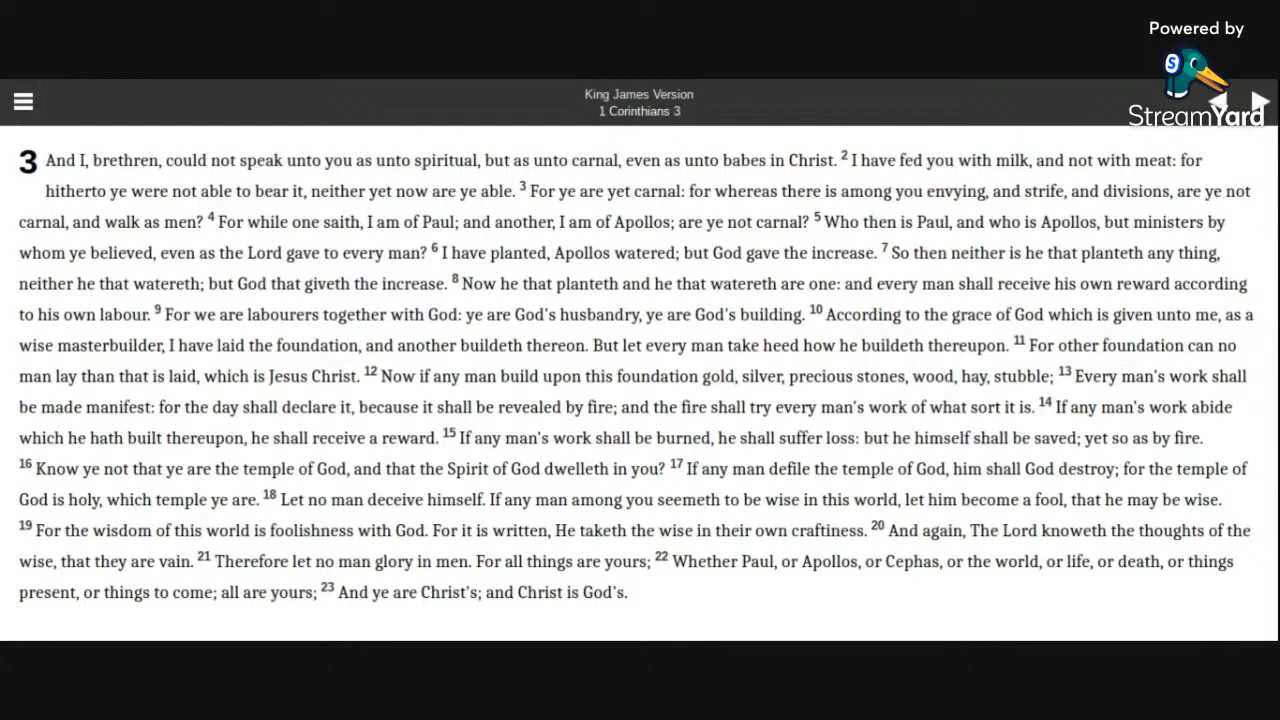 Powered by
S
StreamYard
King James Version
1 Corinthians 3
3 And I, brethren, could not speak unto you as unto spiritual, but as unto carnal, even as unto babes in Christ. 2 I have fed you with milk, and not with meat: for
hitherto ye were not able to bear it, neither yet now are ye able. 3 For ye are yet carnal: for whereas there is among you envying, and strife, and divisions, are ye not
carnal, and walk as men? 4 For while one saith, I am of Paul; and another, I am of Apollos; are ye not carnal? 5 Who then is Paul, and who is Apollos, but ministers by
whom ye believed, even as the Lord gave to every man? 6 I have planted, Apollos watered; but God gave the increase. 7 So then neither is he that planteth any thing,
neither he that watereth; but God that giveth the increase. 8 Now he that planteth and he that watereth are one: and every man shall receive his own reward according
to his own labour. 9 For we are labourers together with God: ye are God's husbandry, ye are God's building. 10 According to the grace of God which is given unto me, as a
wise masterbuilder, I have laid the foundation, and another buildeth thereon. But let every man take heed how he buildeth thereupon. 11 For other foundation can no
man lay than that is laid, which is Jesus Christ. 12 Now if any man build upon this foundation gold, silver, precious stones, wood, hay, stubble; 13 Every man's work shall
be made manifest: for the day shall declare it, because it shall be revealed by fire; and the fire shall try every man's work of what sort it is. 14 If any man's work abide
which he hath built thereupon, he shall receive a reward. 15 If any man's work shall be burned, he shall suffer loss: but he himself shall be saved; yet so as by fire.
16 Know ye not that ye are the temple of God, and that the Spirit of God dwelleth in you? 17 If any man defile the temple of God, him shall God destroy; for the temple of
God is holy, which temple ye are. 18 Let no man deceive himself. If any man among you seemeth to be wise in this world, let him become a fool, that he may be wise.
19 For the wisdom of this world is foolishness with God. For it is written, He taketh the wise in their own craftiness. 20 And again, The Lord knoweth the thoughts of the
wise, that they are vain. 21 Therefore let no man glory in men. For all things are yours; 22 Whether Paul, or Apollos, or Cephas, or the world, or life, or death, or things
present, or things to come; all are yours; 23 And ye are Christ's; and Christ is God's.